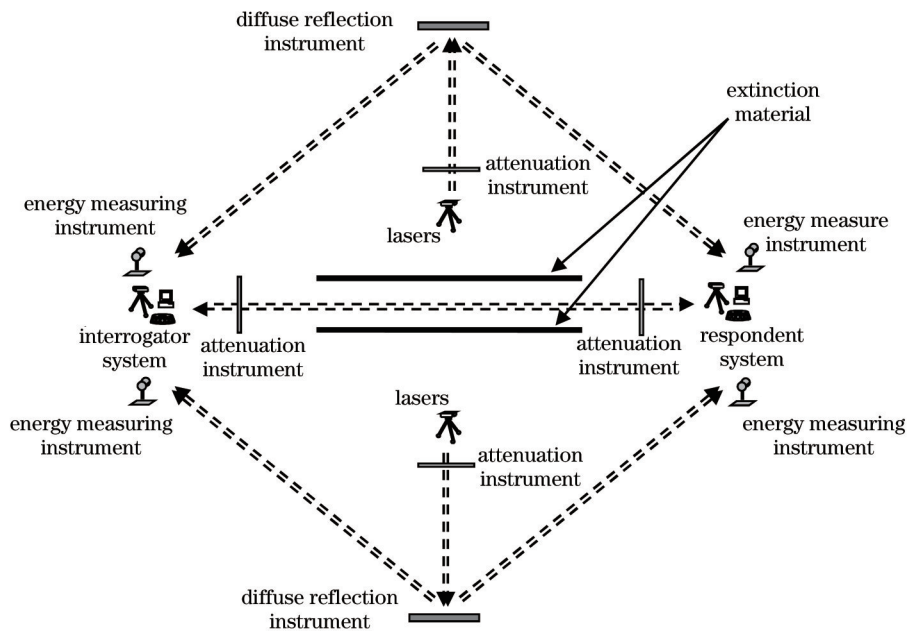 diffuse reflection
instrument
extinction
material
attenuation
instrument
energy measuring
instrument
lasers
energy measure
instrument
interrogator
system
attenuation
instrument
attenuation
instrument
respondent
system
energy measuring
instrument
lasers
energy measuring
instrument
attenuation
instrument
diffuse reflection
instrument